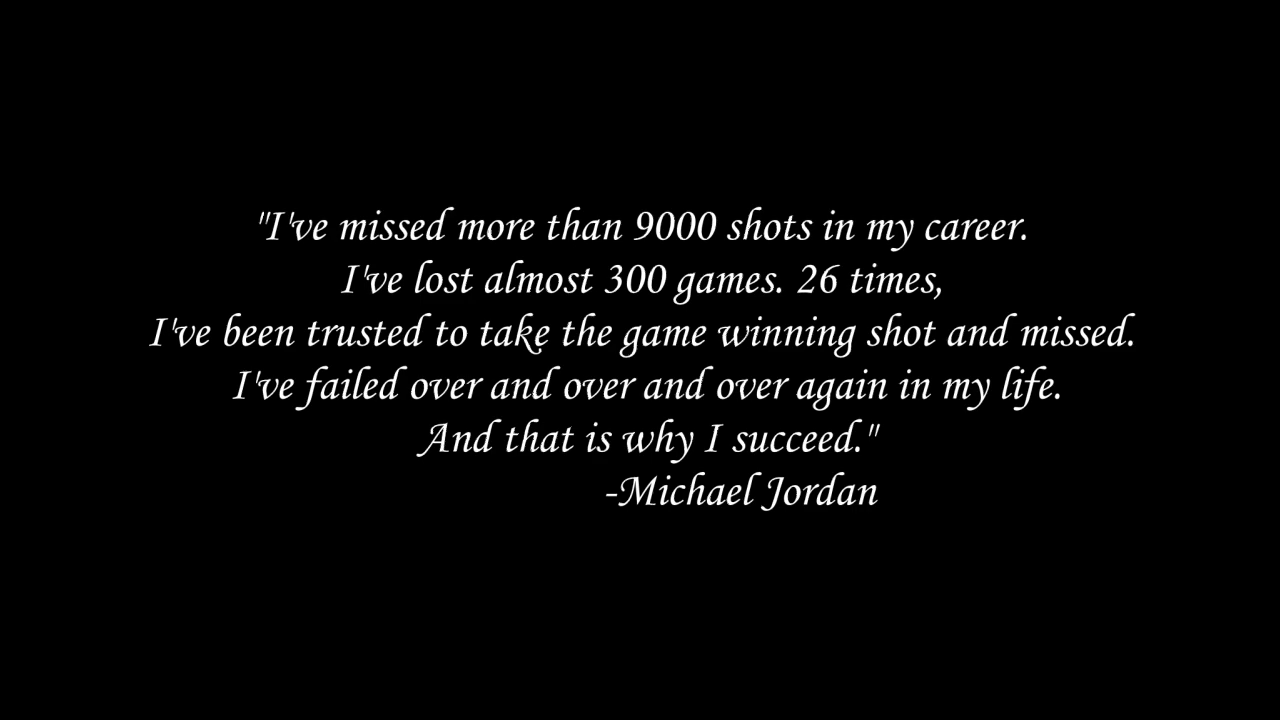 "I've missed more than 9000 shots in my career.
I've lost almost 300 games. 26 times,
I've been trusted to take the game winning shot and missed.
I've failed over and over and over again in my life.
And that is why I succeed."
-Michael Jordan